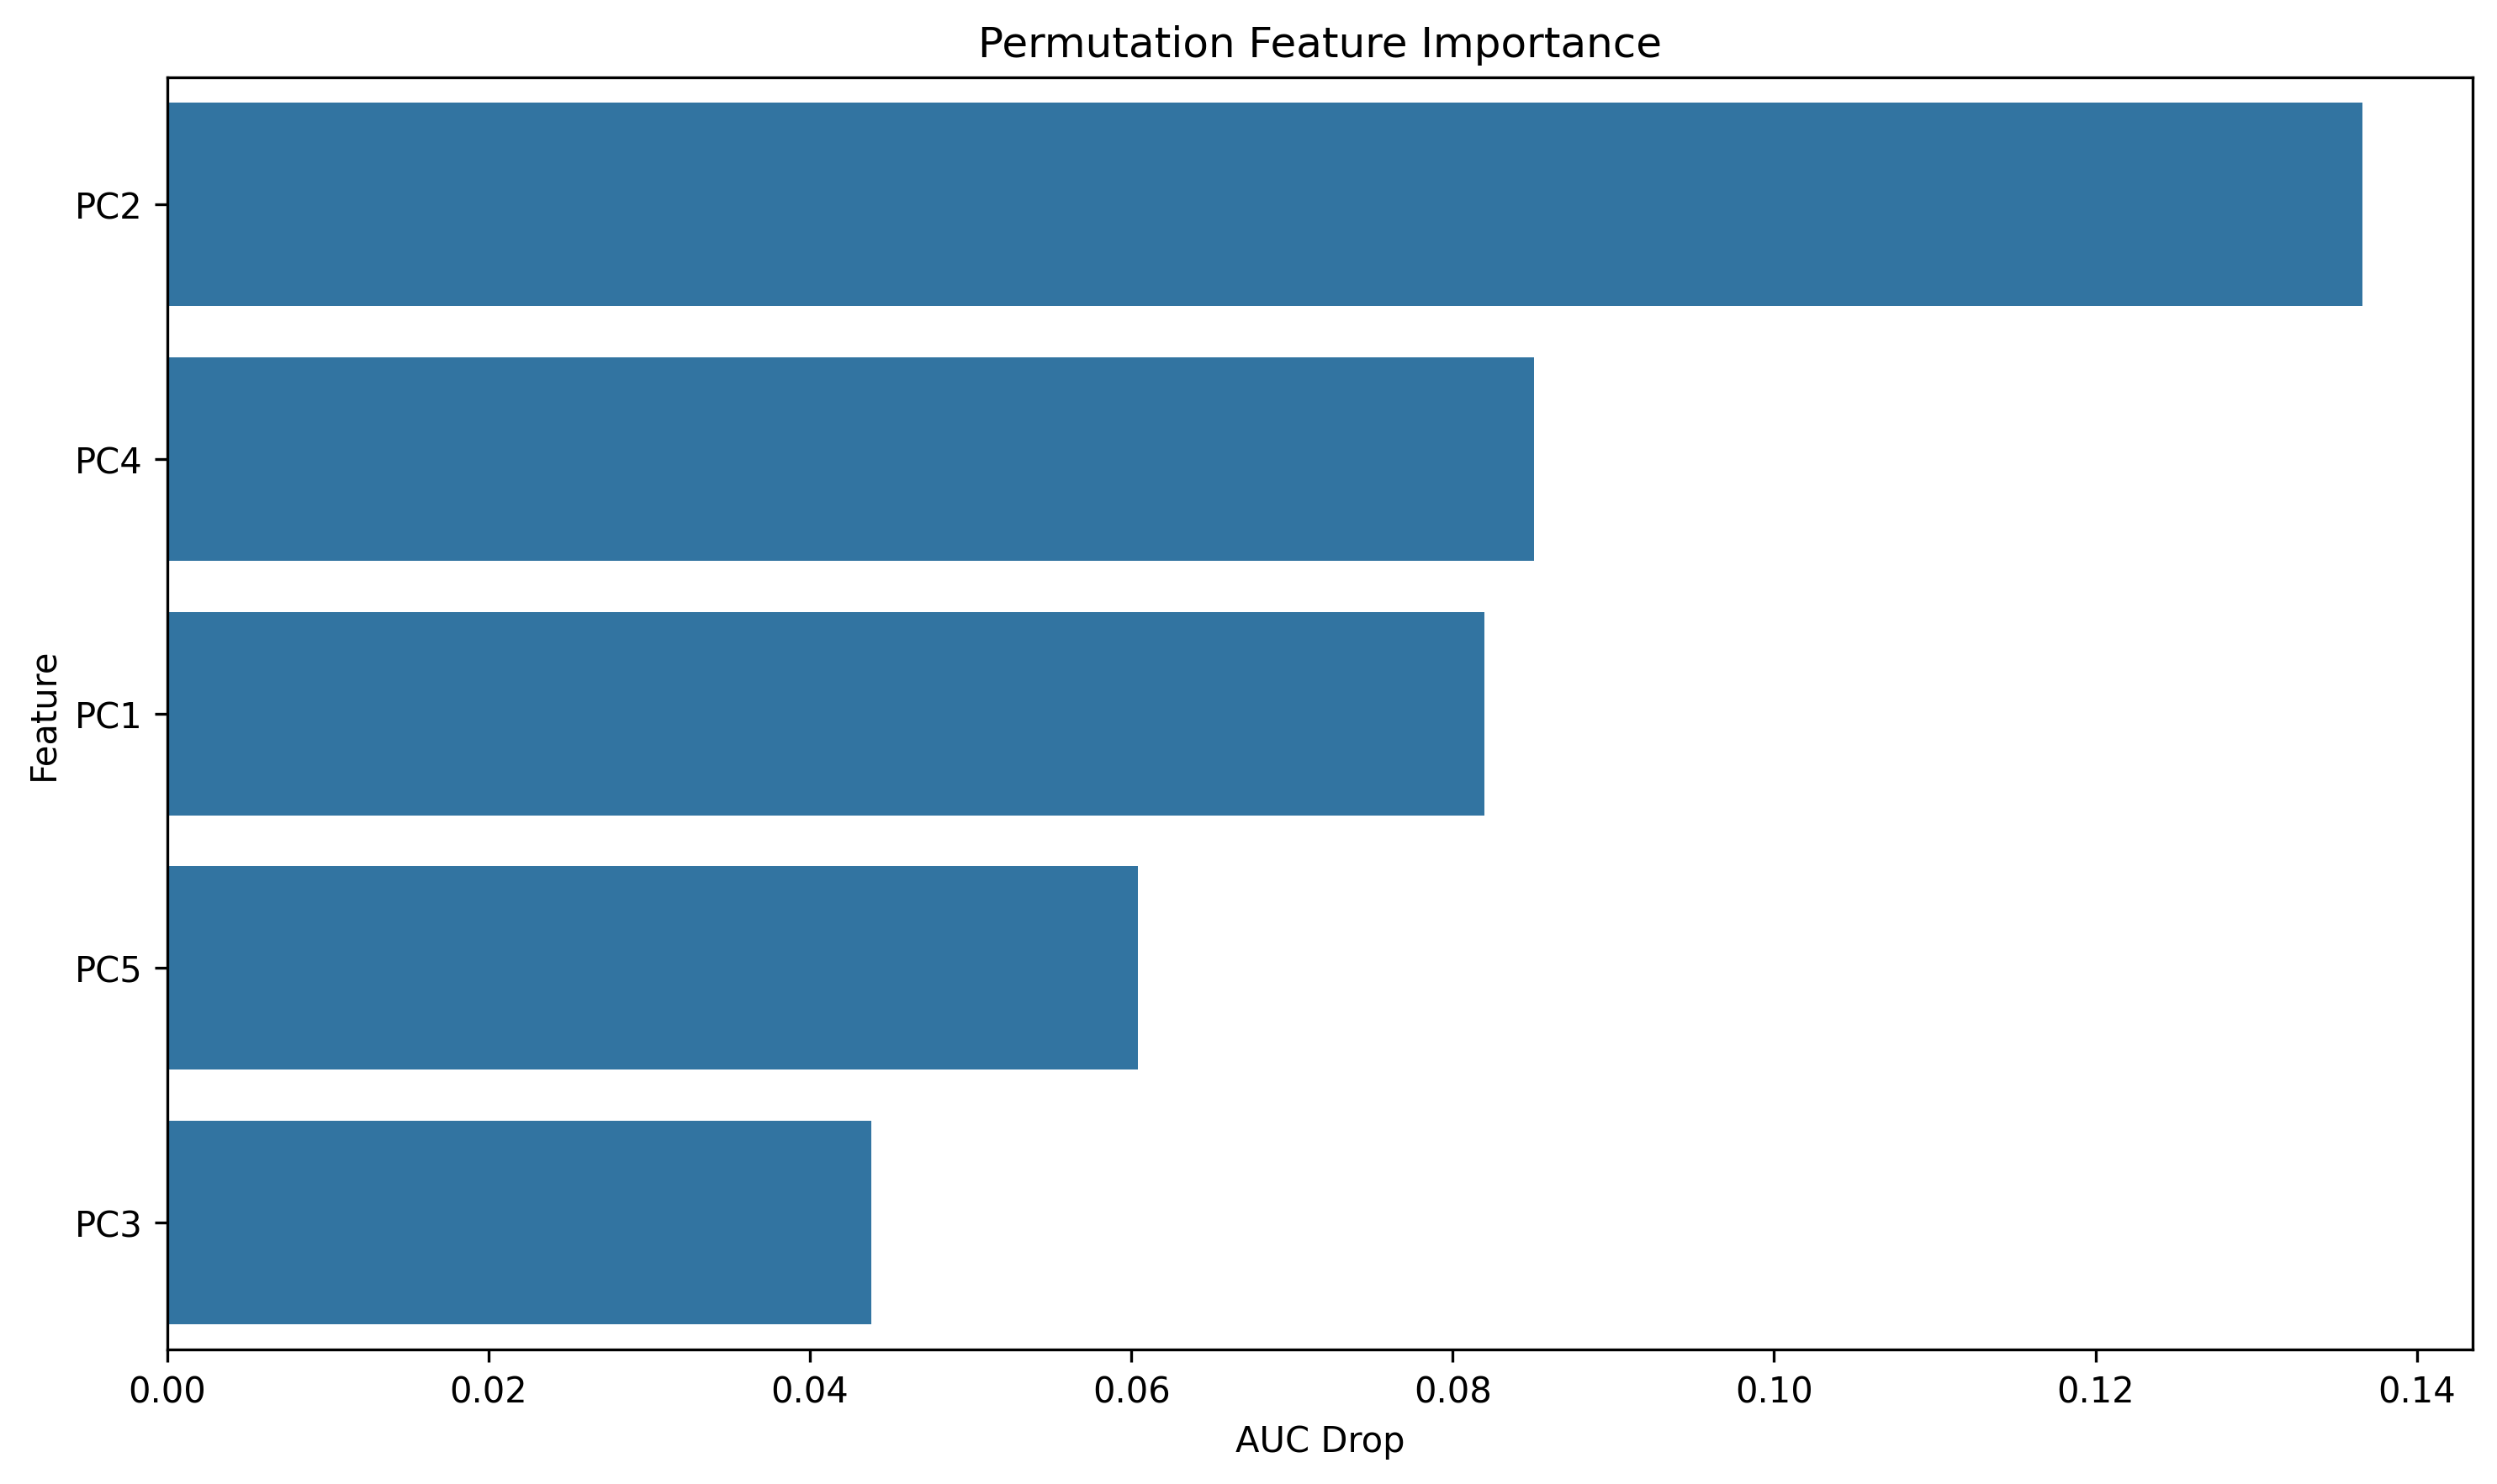 Permutation Feature Importance
Feature
PC2
PC4
PC1
PC5
PC3
0.00 0.02 0.04 0.06 0.08 0.10 0.12 0.14
AUC Drop